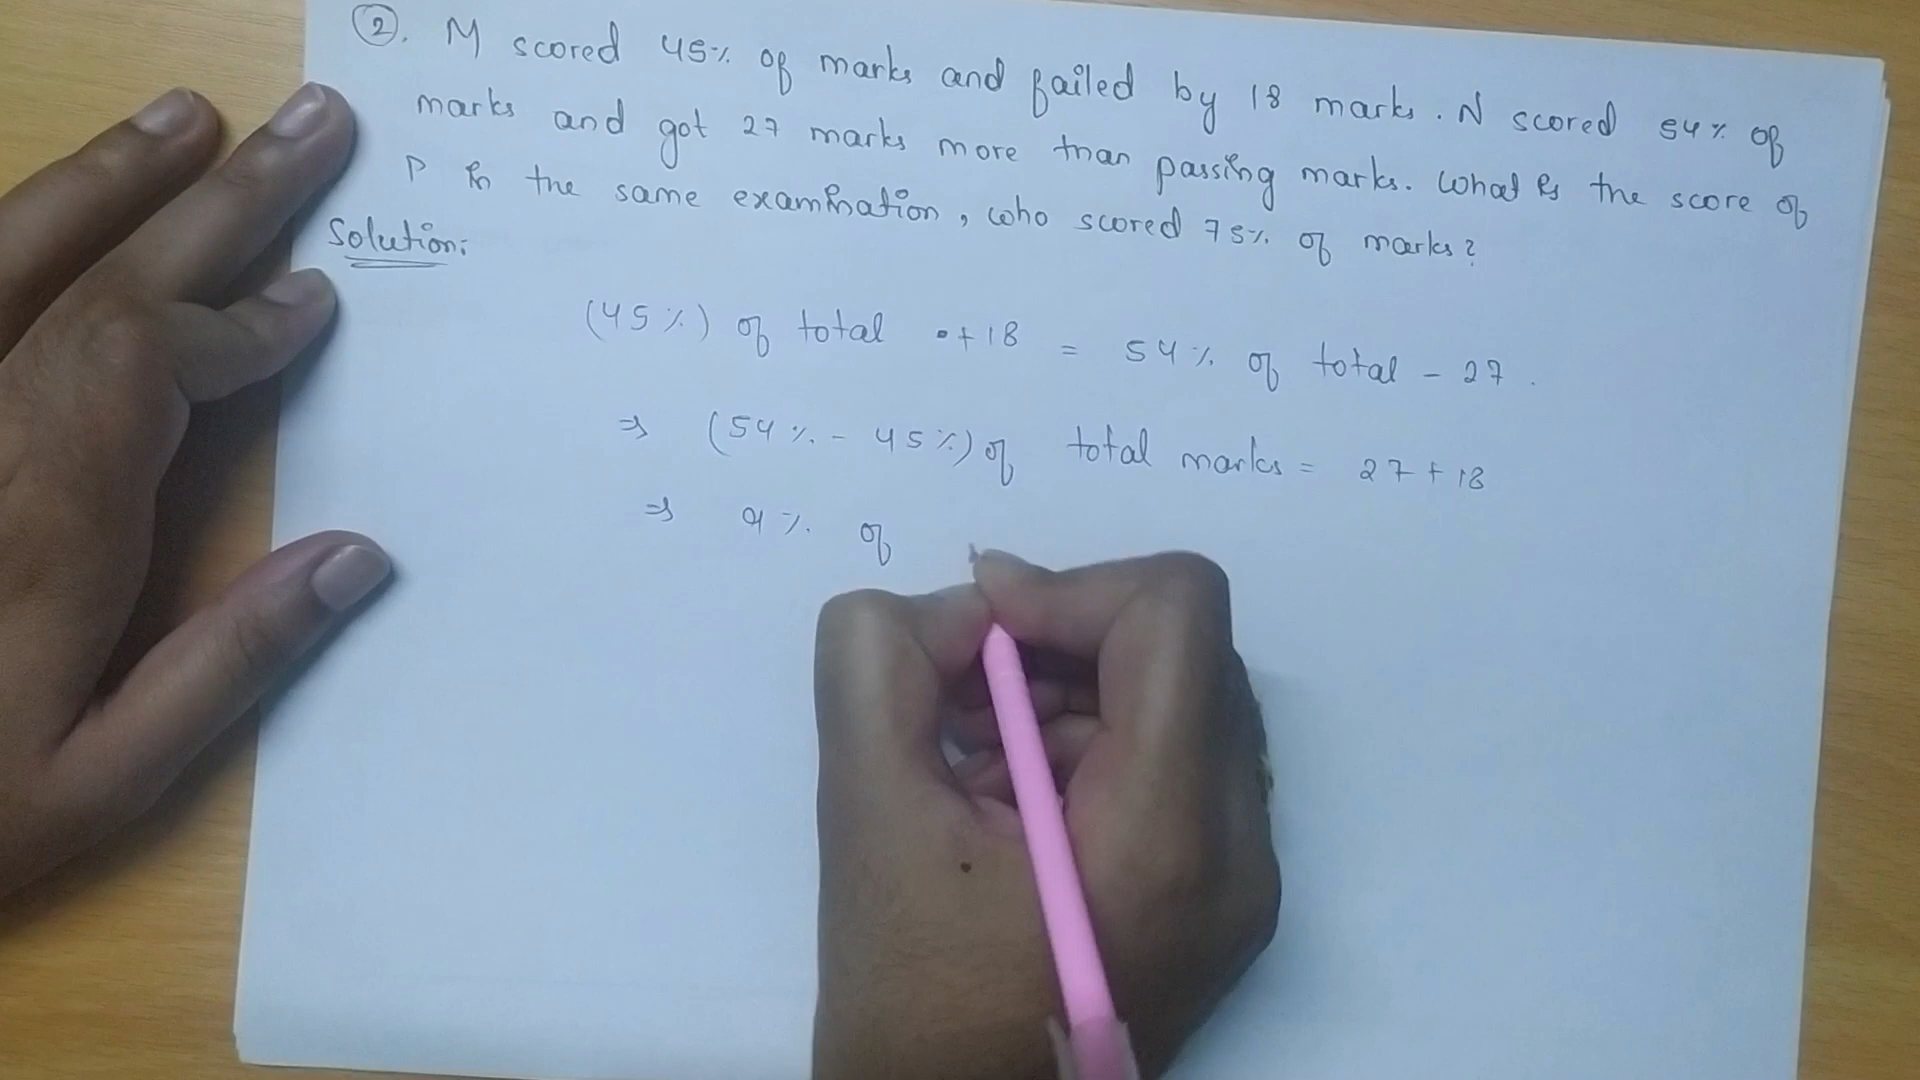 2. M scored 45% of marks and failed by 18 marks. N scored 54% of
marks and got 27 marks more than passing marks. What is the score of
P in the same examination, who scored 75% of marks?
Solution:
(45%) of total +18 = 54% of total - 27.
⇒ (54% - 45%) of total marks = 27 + 18
⇒ 9% of